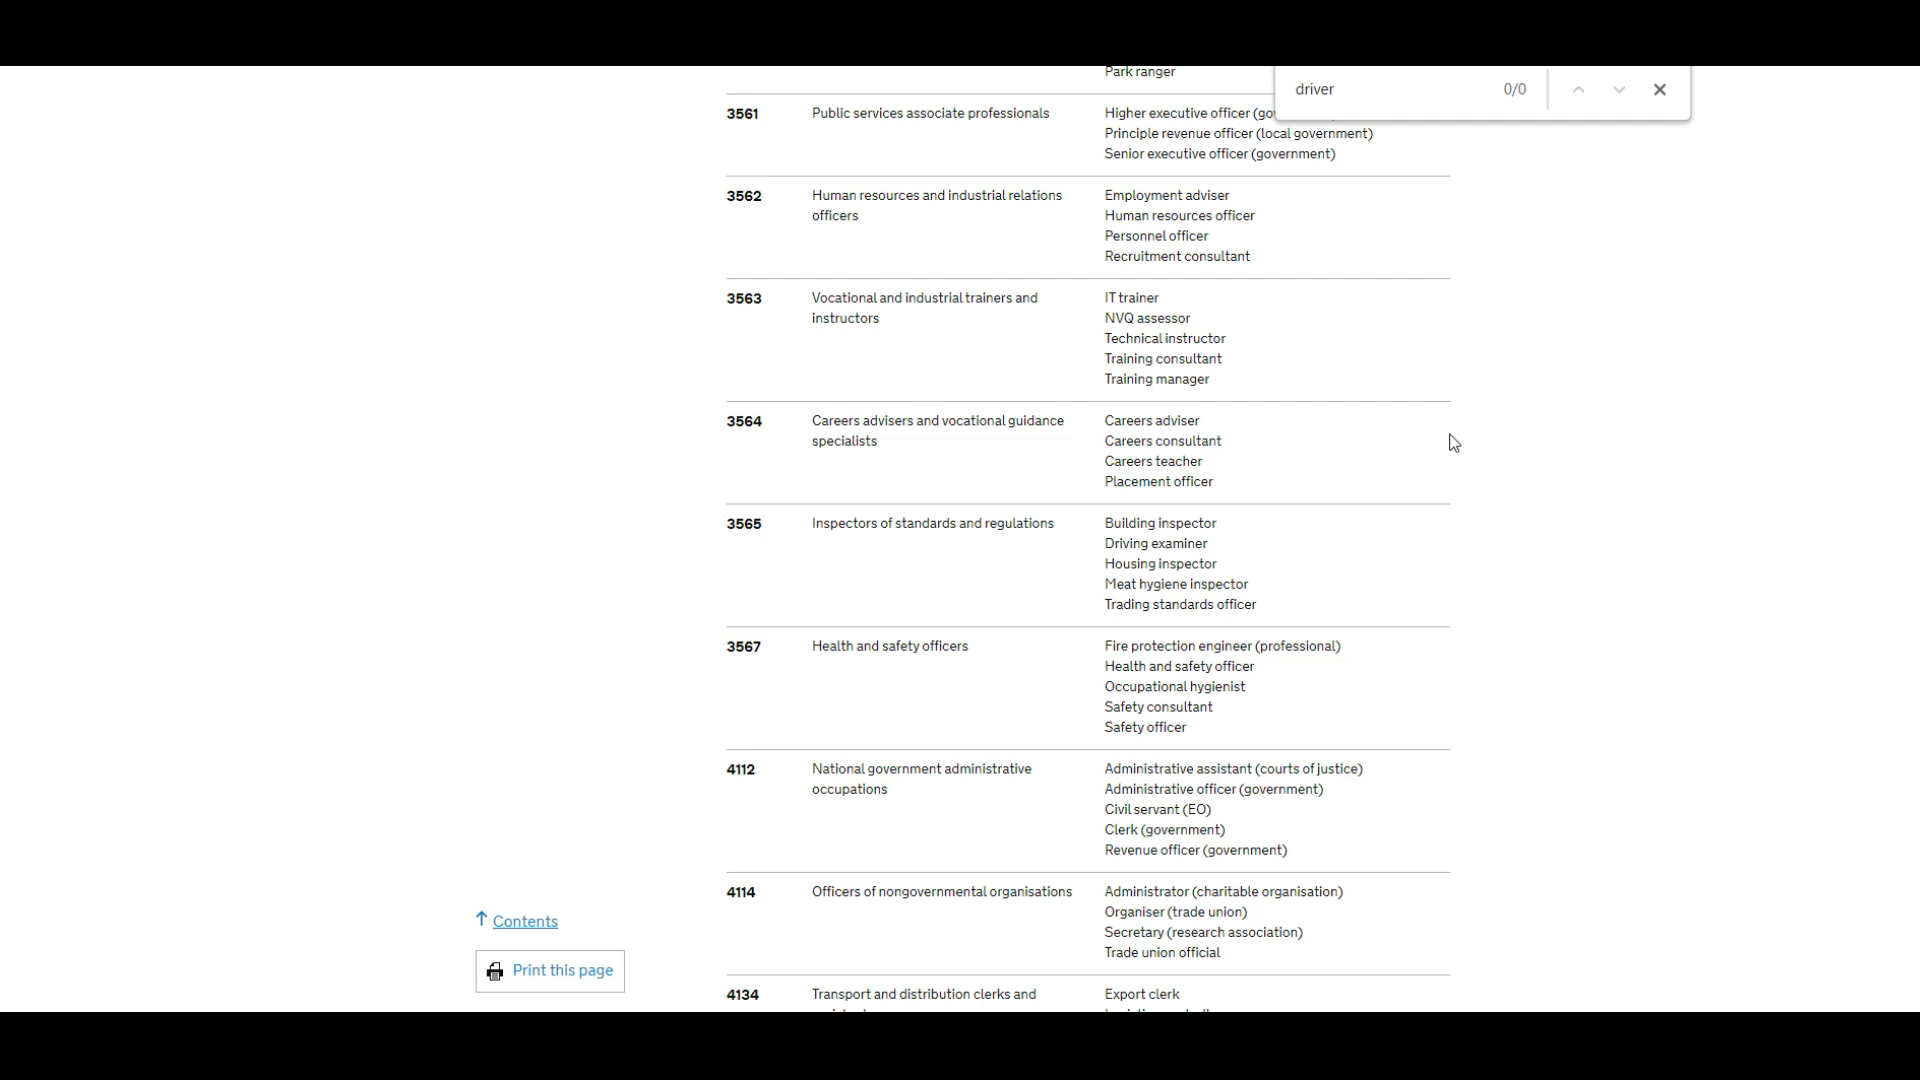 Park ranger
driver 0/0
3561 Public services associate professionals Higher executive officer (go
Principle revenue officer (local government)
Senior executive officer (government)
3562 Human resources and industrial relations Employment adviser
officers Human resources officer
Personnel officer
Recruitment consultant
3563 Vocational and industrial trainers and IT trainer
instructors NVQ assessor
Technical instructor
Training consultant
Training manager
3564 Careers advisers and vocational guidance Careers adviser
specialists Careers consultant
Careers teacher
Placement officer
3565 Inspectors of standards and regulations Building inspector
Driving examiner
Housing inspector
Meat hygiene inspector
Trading standards officer
3567 Health and safety officers Fire protection engineer (professional)
Health and safety officer
Occupational hygienist
Safety consultant
Safety officer
4112 National government administrative Administrative assistant (courts of justice)
occupations Administrative officer (government)
Civil servant (EO)
Clerk (government)
Revenue officer (government)
4114 Officers of nongovernmental organisations Administrator (charitable organisation)
Organiser (trade union)
Secretary (research association)
Trade union official
4134 Transport and distribution clerks and Export clerk
↑ Contents
Print this page